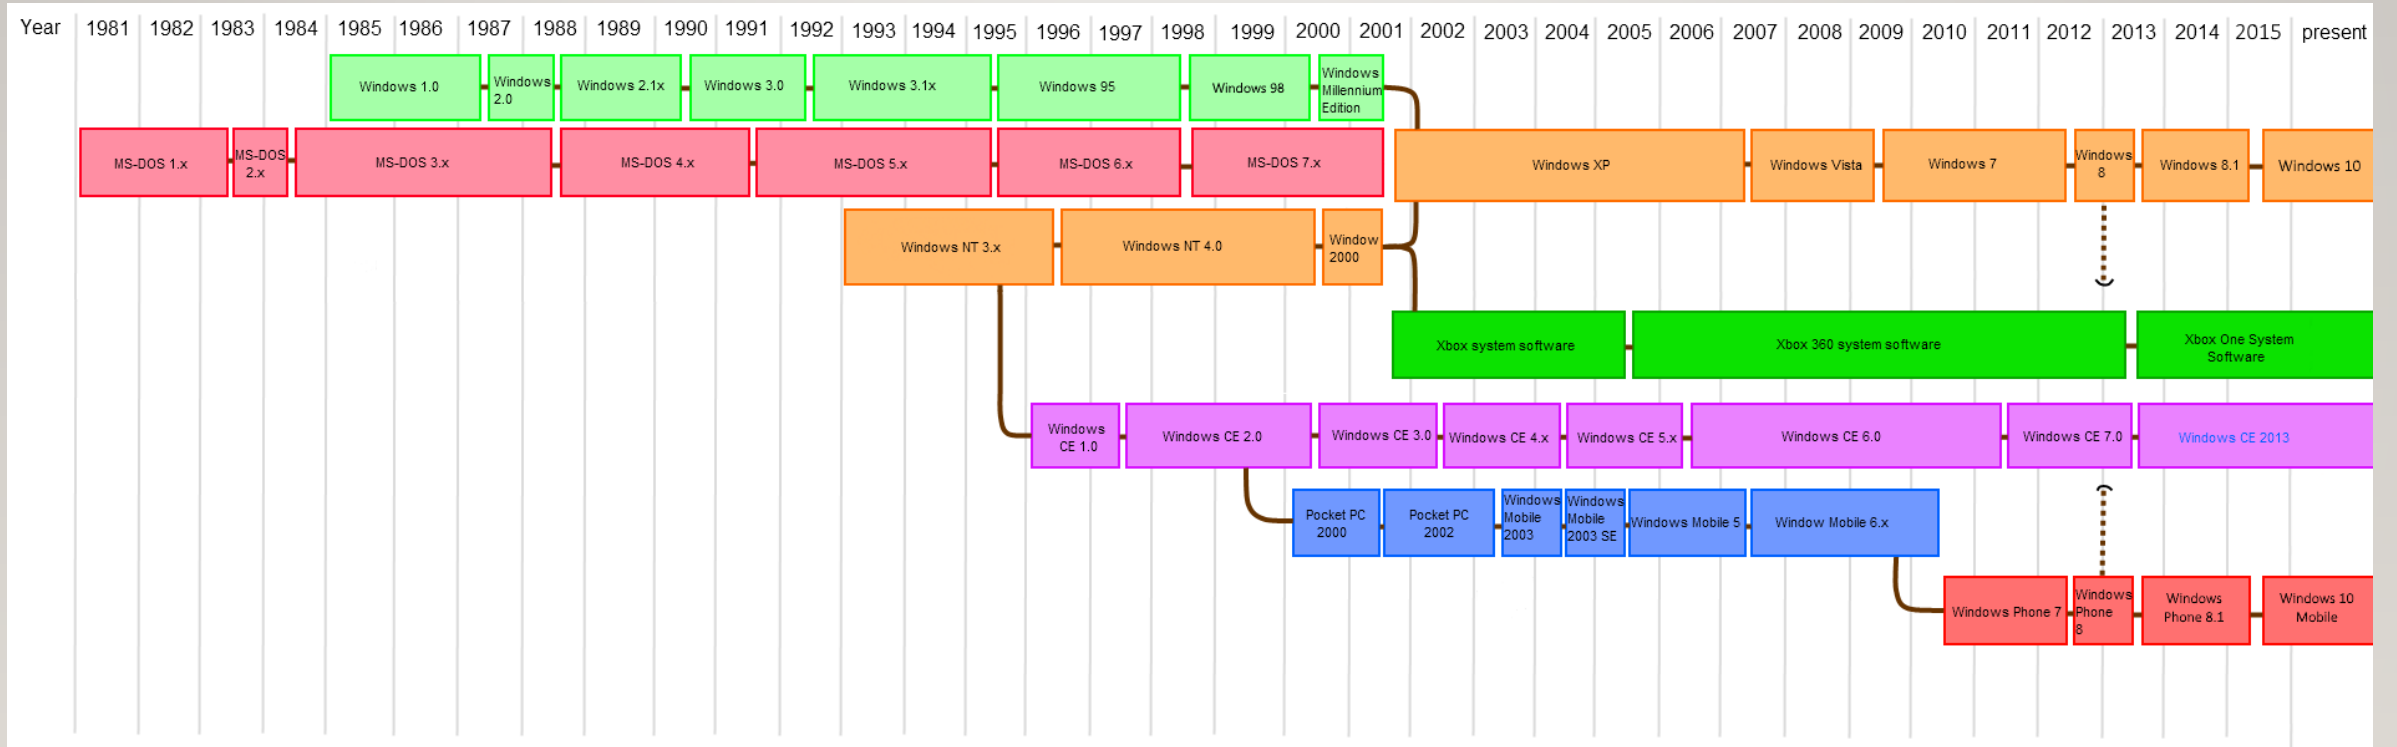 Year 1981 1982 1983 1984 1985 1986 1987 1988 1989 1990 1991 1992 1993 1994 1995 1996 1997 1998 1999 2000 2001 2002 2003 2004 2005 2006 2007 2008 2009 2010 2011 2012 2013 2014 2015 present
Windows 1.0
Windows
2.0
Windows 2.1x
Windows 3.0
Windows 3.1x
Windows 95
Windows 98
Windows
Millennium
Edition
MS-DOS 1.x
MS-DOS
2.x
MS-DOS 3.x
MS-DOS 4.x
MS-DOS 5.x
MS-DOS 6.x
MS-DOS 7.x
Windows XP
Windows Vista
Windows 7
Windows
8
Windows 8.1
Windows 10
Windows NT 3.x
Windows NT 4.0
Window
2000
Xbox system software
Xbox 360 system software
Xbox One System
Software
Windows
CE 1.0
Windows CE 2.0
Windows CE 3.0
Windows CE 4.x
Windows CE 5.x
Windows CE 6.0
Windows CE 7.0
Windows CE 2013
Pocket PC
2000
Pocket PC
2002
Windows
Mobile
2003
Windows
Mobile
2003 SE
Windows Mobile 5
Window Mobile 6.x
Windows Phone 7
Windows
Phone
8
Windows
Phone 8.1
Windows 10
Mobile